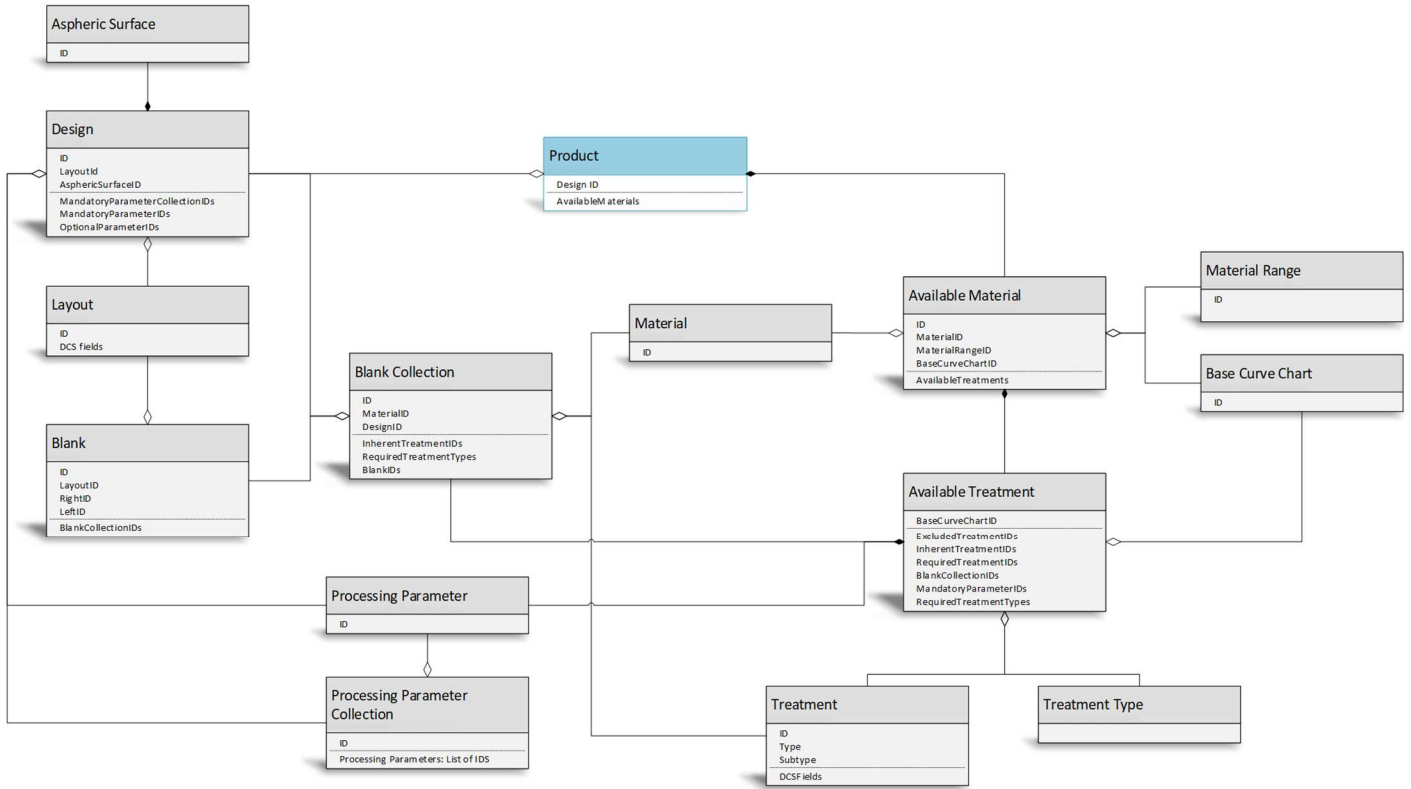 Aspheric Surface
ID
Design
ID
LayoutId
AsphericSurfaceID
MandatoryParameterCollectionIDs
MandatoryParameterIDs
OptionalParameterIDs
Product
Design ID
AvailableMaterials
Layout
ID
DCS fields
Material
ID
Available Material
ID
MaterialID
MaterialRangeID
BaseCurveChartID
AvailableTreatments
Material Range
ID
Base Curve Chart
ID
Blank Collection
ID
MaterialID
DesignID
InherentTreatmentIDs
RequiredTreatmentTypes
BlankIDs
Blank
ID
LayoutID
RightID
LeftID
BlankCollectionIDs
Available Treatment
BaseCurveChartID
ExcludedTreatmentIDs
InherentTreatmentIDs
RequiredTreatmentIDs
BlankCollectionIDs
MandatoryParameterIDs
RequiredTreatmentTypes
Processing Parameter
ID
Processing Parameter
Collection
ID
Processing Parameters: List of IDS
Treatment
ID
Type
Subtype
DCSFields
Treatment Type